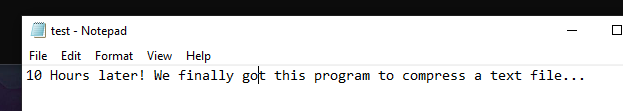 test - Notepad
File Edit Format View Help
10 Hours later! We finally got this program to compress a text file...